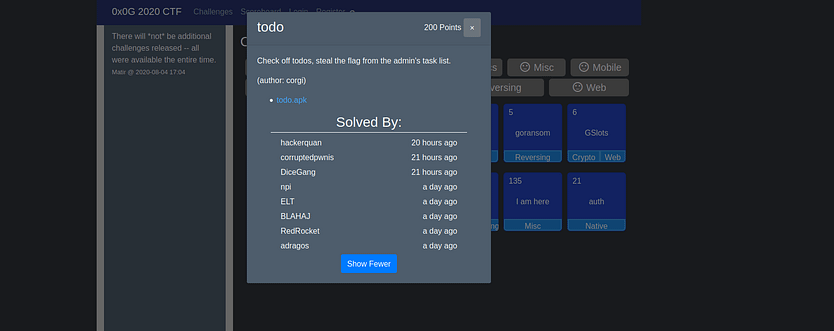 0x0G 2020 CTF
Challenges
Scoreboard
Login
Register
There will *not* be additional
challenges released -- all
were available the entire time.
Matir @ 2020-08-04 17:04
todo
200 Points
×
Check off todos, steal the flag from the admin's task list.
(author: corgi)
todo.apk
Solved By:
hackerquan 20 hours ago
corruptedpwnis 21 hours ago
DiceGang 21 hours ago
npi a day ago
ELT a day ago
BLAHAJ a day ago
RedRocket a day ago
adragos a day ago
Show Fewer
Misc
Mobile
Web
5
goransom
Reversing
6
GSlots
Crypto
Web
135
I am here
Misc
21
auth
Native